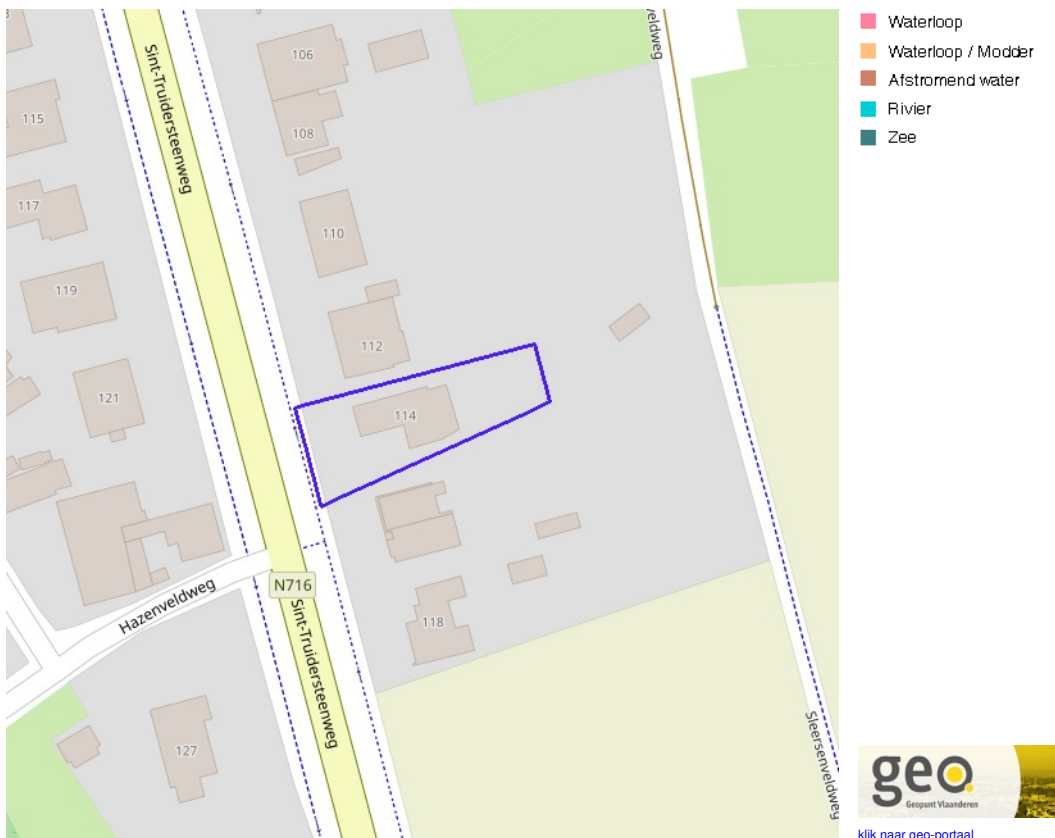 Waterloop
Waterloop / Modder
Afstromend water
Rivier
Zee
106
veldweg
Sint-Truidersteenweg
115
108
117
110
119
112
121
114
N716
Hazenveldweg
Sint-Truidersteenweg
118
127
Sleersenveldweg
geo
Geopunt Vlaanderen
klik naar geo-portaal